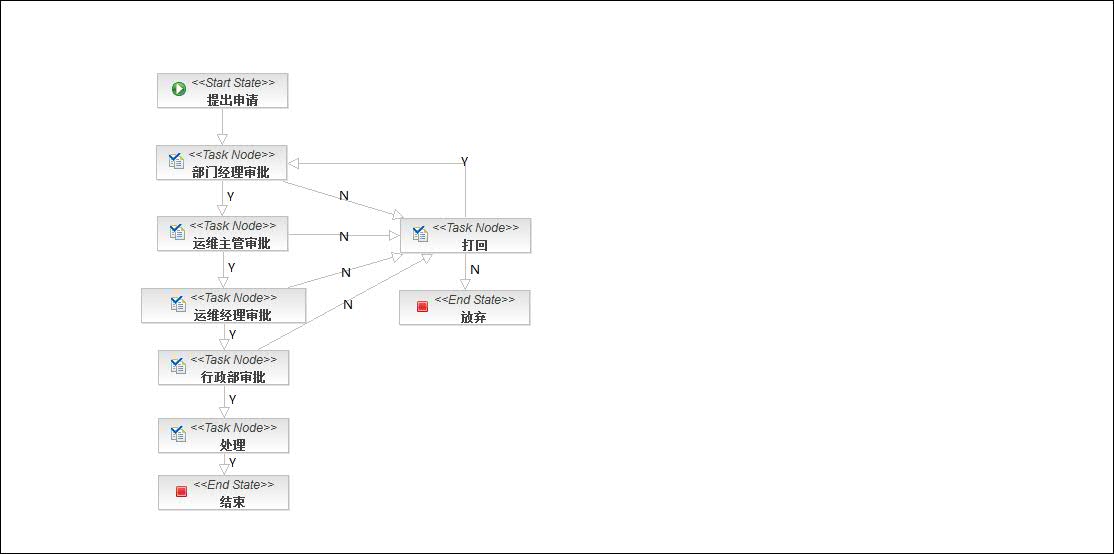 <<Start State>>
提出申请
<<Task Node>>
部门经理审批
Y
Y
N
<<Task Node>>
运维主管审批
N
<<Task Node>>
打回
Y
N
N
<<Task Node>>
运维经理审批
<<End State>>
放弃
N
Y
<<Task Node>>
行政部审批
Y
<<Task Node>>
处理
Y
<<End State>>
结束